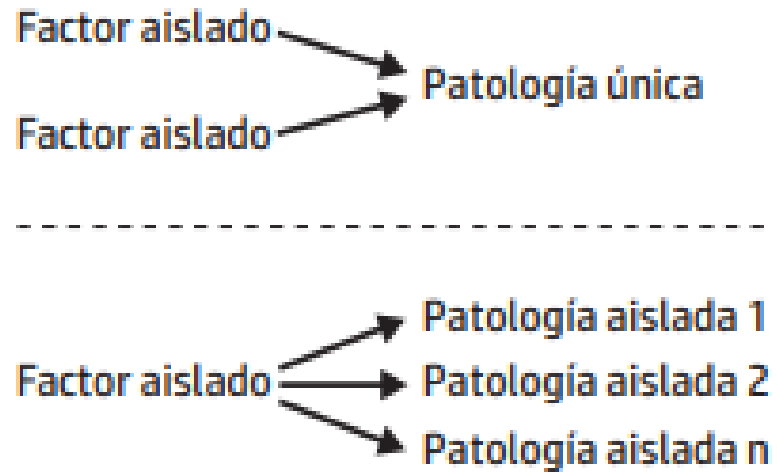 Factor aislado
Patología única
Factor aislado
Patología aislada 1
Factor aislado
Patología aislada 2
Patología aislada n